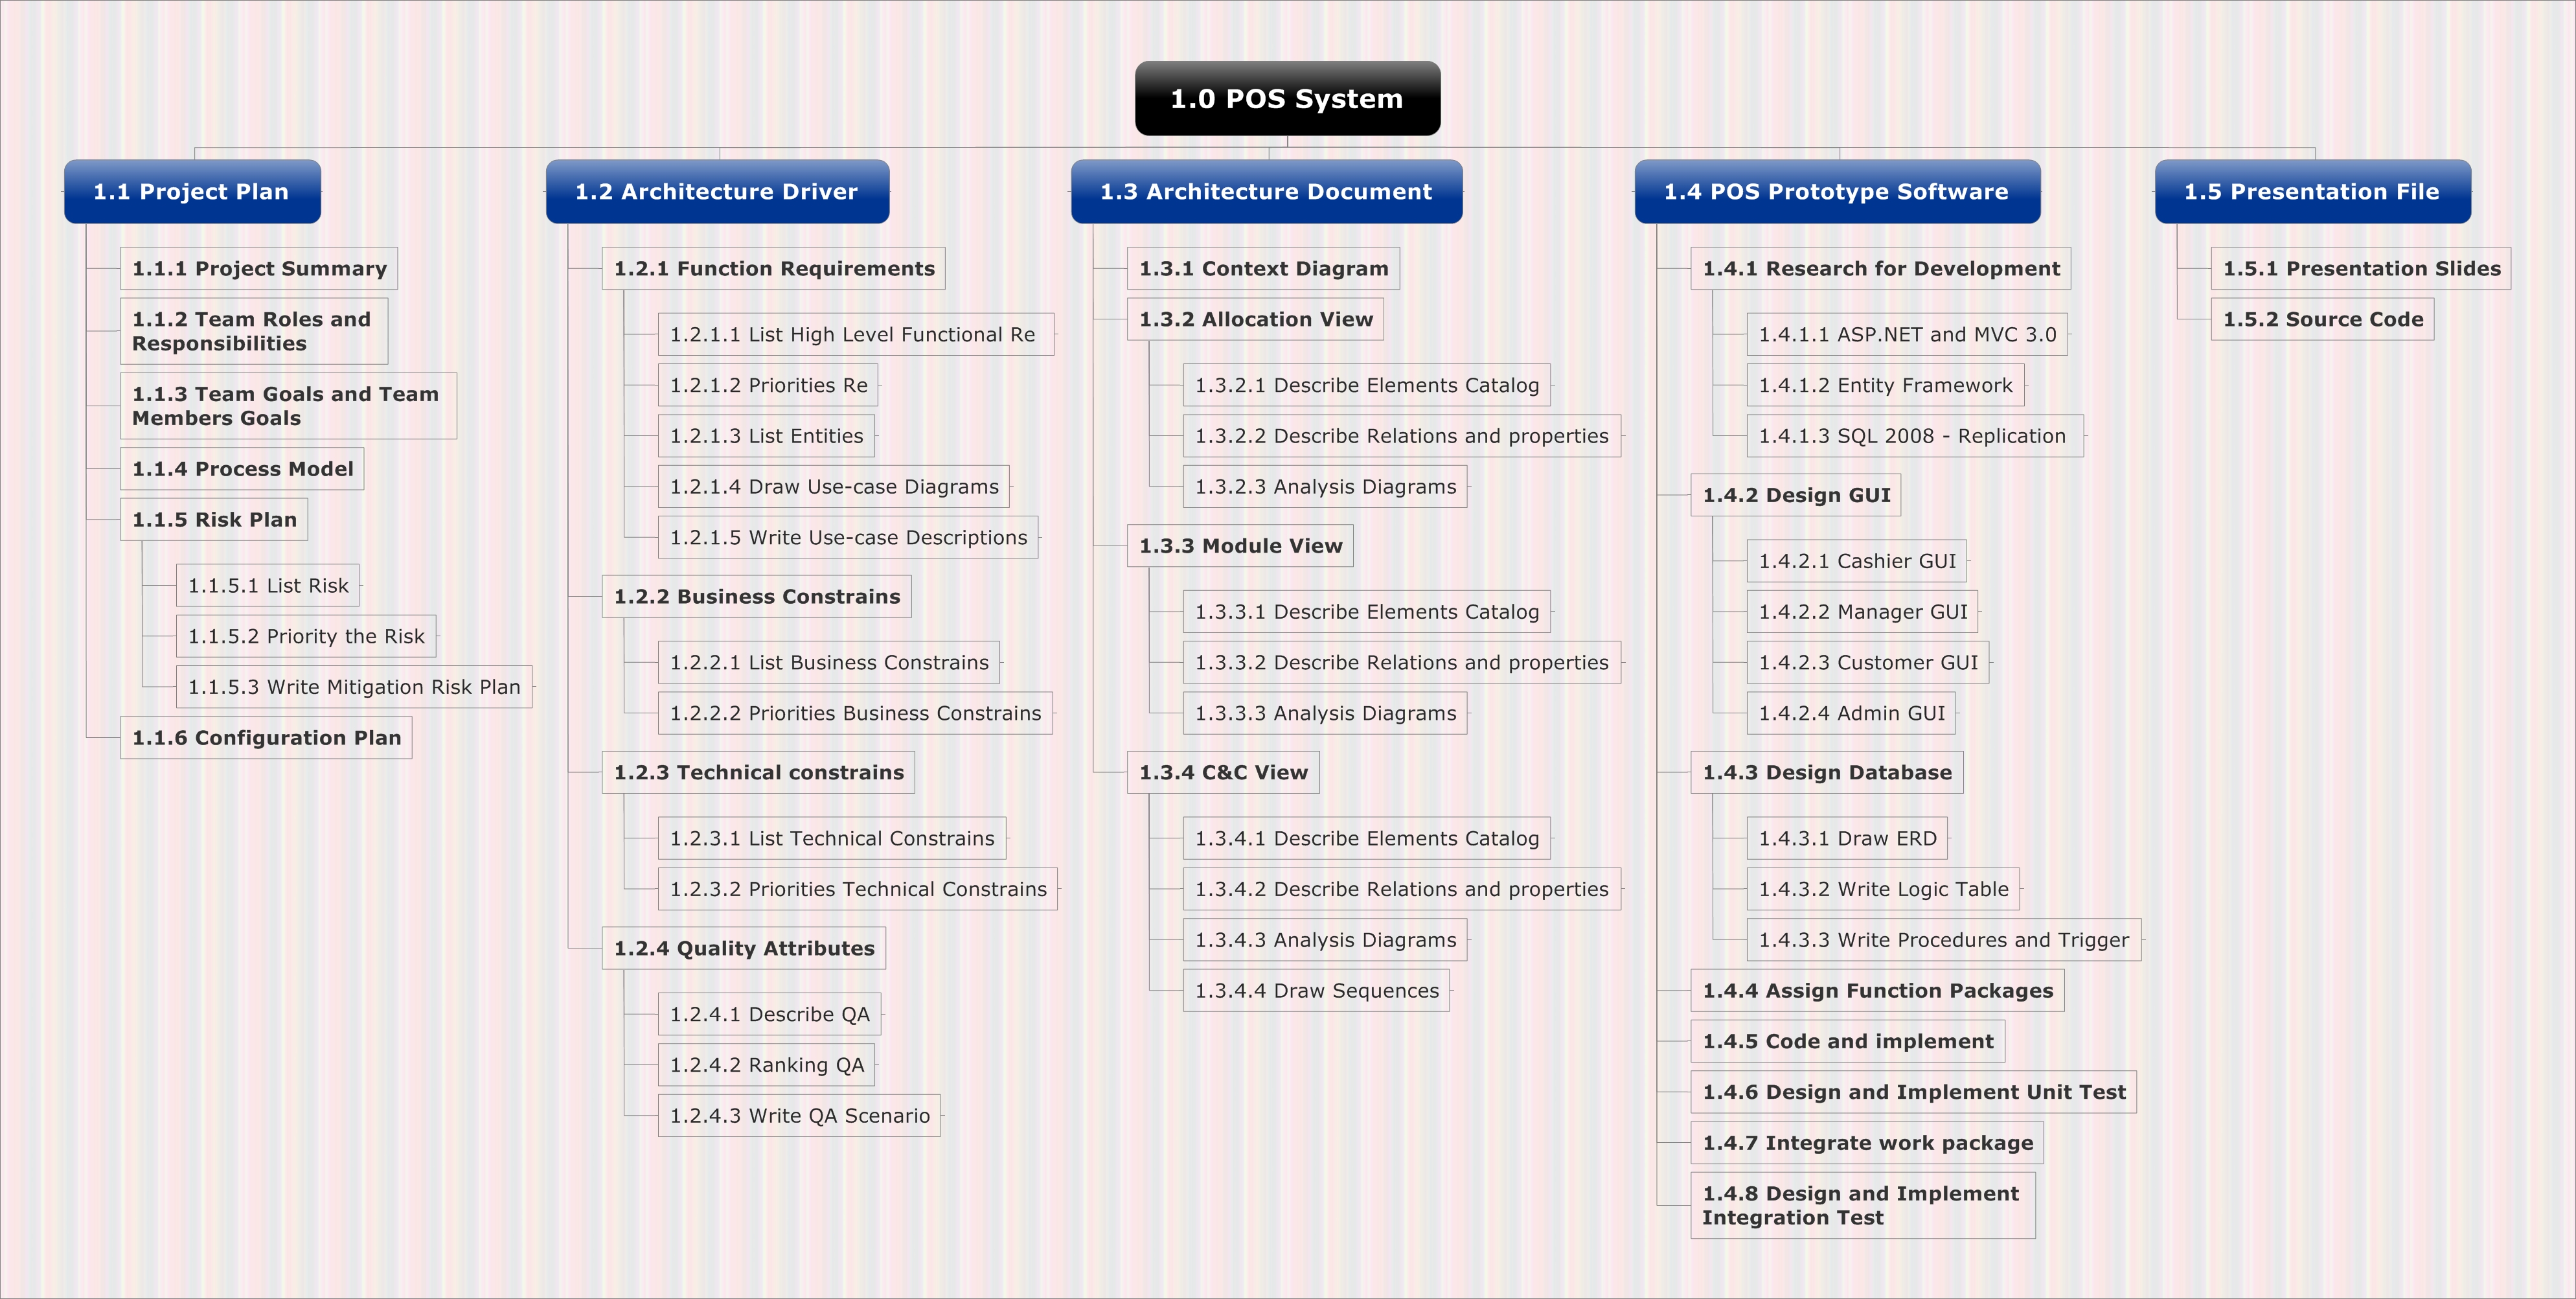 1.0 POS System
1.1 Project Plan
1.1.1 Project Summary
1.1.2 Team Roles and
Responsibilities
1.1.3 Team Goals and Team
Members Goals
1.1.4 Process Model
1.1.5 Risk Plan
1.1.5.1 List Risk
1.1.5.2 Priority the Risk
1.1.5.3 Write Mitigation Risk Plan
1.1.6 Configuration Plan
1.2 Architecture Driver
1.2.1 Function Requirements
1.2.1.1 List High Level Functional Re
1.2.1.2 Priorities Re
1.2.1.3 List Entities
1.2.1.4 Draw Use-case Diagrams
1.2.1.5 Write Use-case Descriptions
1.2.2 Business Constrains
1.2.2.1 List Business Constrains
1.2.2.2 Priorities Business Constrains
1.2.3 Technical constrains
1.2.3.1 List Technical Constrains
1.2.3.2 Priorities Technical Constrains
1.2.4 Quality Attributes
1.2.4.1 Describe QA
1.2.4.2 Ranking QA
1.2.4.3 Write QA Scenario
1.3 Architecture Document
1.3.1 Context Diagram
1.3.2 Allocation View
1.3.2.1 Describe Elements Catalog
1.3.2.2 Describe Relations and properties
1.3.2.3 Analysis Diagrams
1.3.3 Module View
1.3.3.1 Describe Elements Catalog
1.3.3.2 Describe Relations and properties
1.3.3.3 Analysis Diagrams
1.3.4 C&C View
1.3.4.1 Describe Elements Catalog
1.3.4.2 Describe Relations and properties
1.3.4.3 Analysis Diagrams
1.3.4.4 Draw Sequences
1.4 POS Prototype Software
1.4.1 Research for Development
1.4.1.1 ASP.NET and MVC 3.0
1.4.1.2 Entity Framework
1.4.1.3 SQL 2008 - Replication
1.4.2 Design GUI
1.4.2.1 Cashier GUI
1.4.2.2 Manager GUI
1.4.2.3 Customer GUI
1.4.2.4 Admin GUI
1.4.3 Design Database
1.4.3.1 Draw ERD
1.4.3.2 Write Logic Table
1.4.3.3 Write Procedures and Trigger
1.4.4 Assign Function Packages
1.4.5 Code and implement
1.4.6 Design and Implement Unit Test
1.4.7 Integrate work package
1.4.8 Design and Implement
Integration Test
1.5 Presentation File
1.5.1 Presentation Slides
1.5.2 Source Code